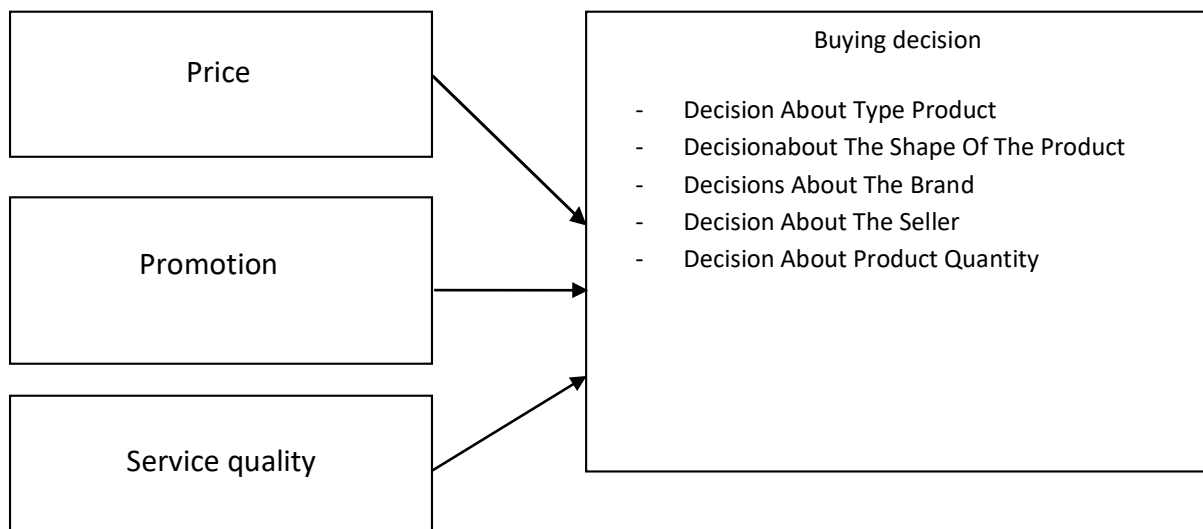 Price
Promotion
Service quality
Buying decision
- Decision About Type Product
- Decisionabout The Shape Of The Product
- Decisions About The Brand
- Decision About The Seller
- Decision About Product Quantity